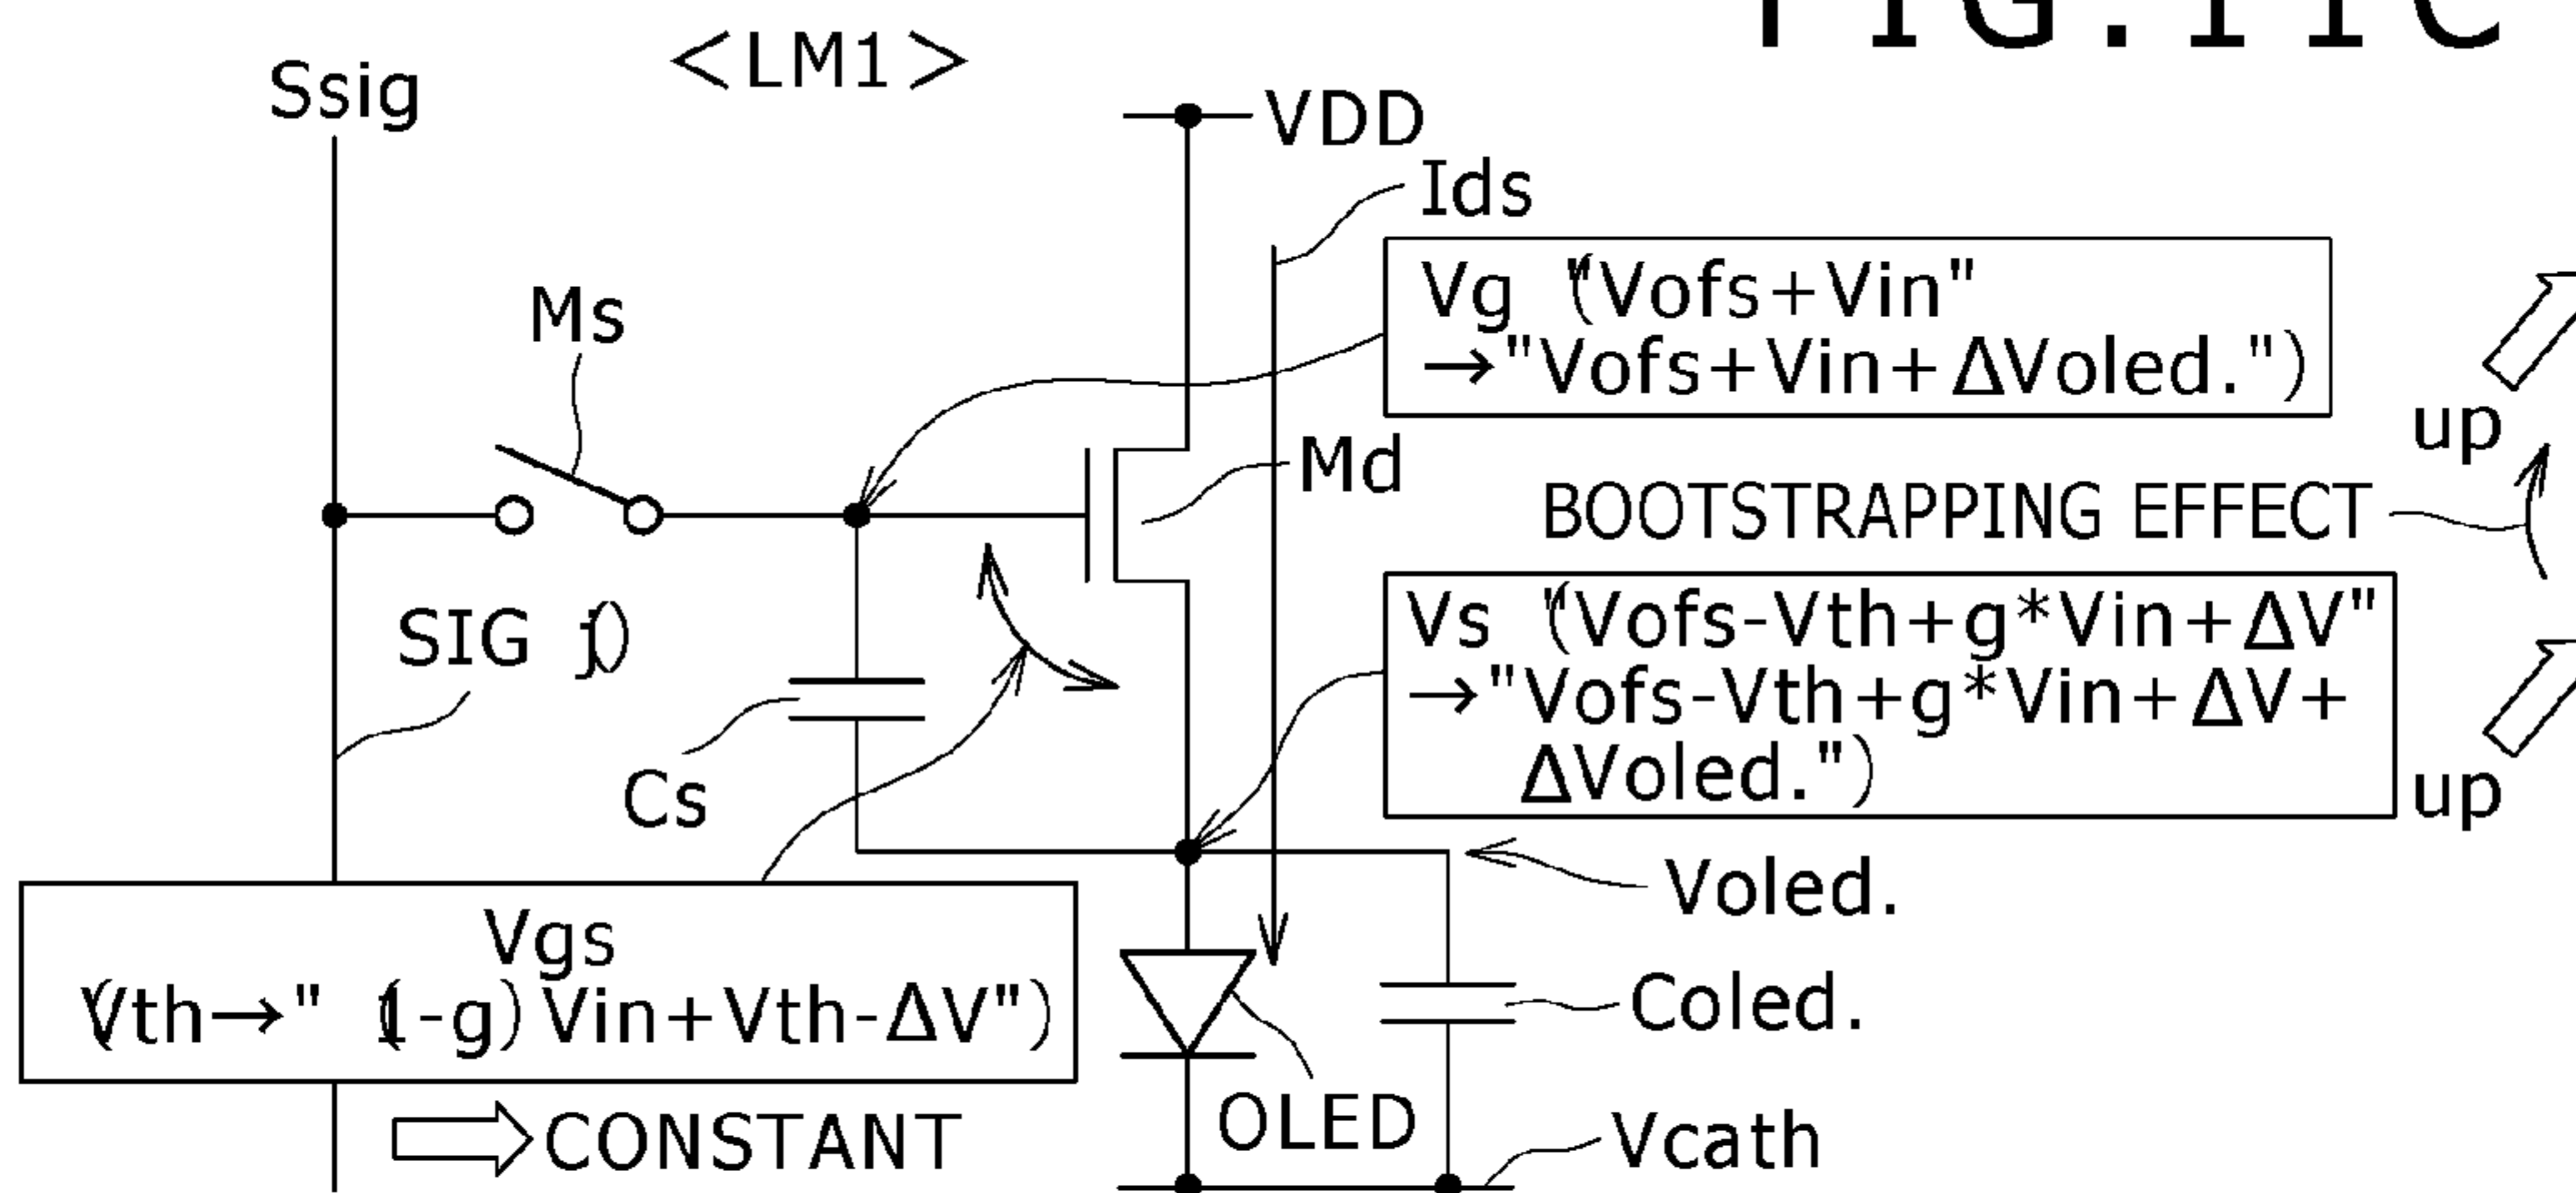 FIG.11C
<LM1>
Ssig
VDD
Ids
Vg ("Vofs+Vin"
→"Vofs+Vin+ΔVoled.")
Ms
up
Md
BOOTSTRAPPING EFFECT
Vs ("Vofs-Vth+g*Vin+ΔV"
→"Vofs-Vth+g*Vin+ΔV+
ΔVoled.")
SIG (j)
Cs
up
Voled.
Vgs
(Vth→" (1-g) Vin+Vth-ΔV")
Coled.
OLED
CONSTANT
Vcath